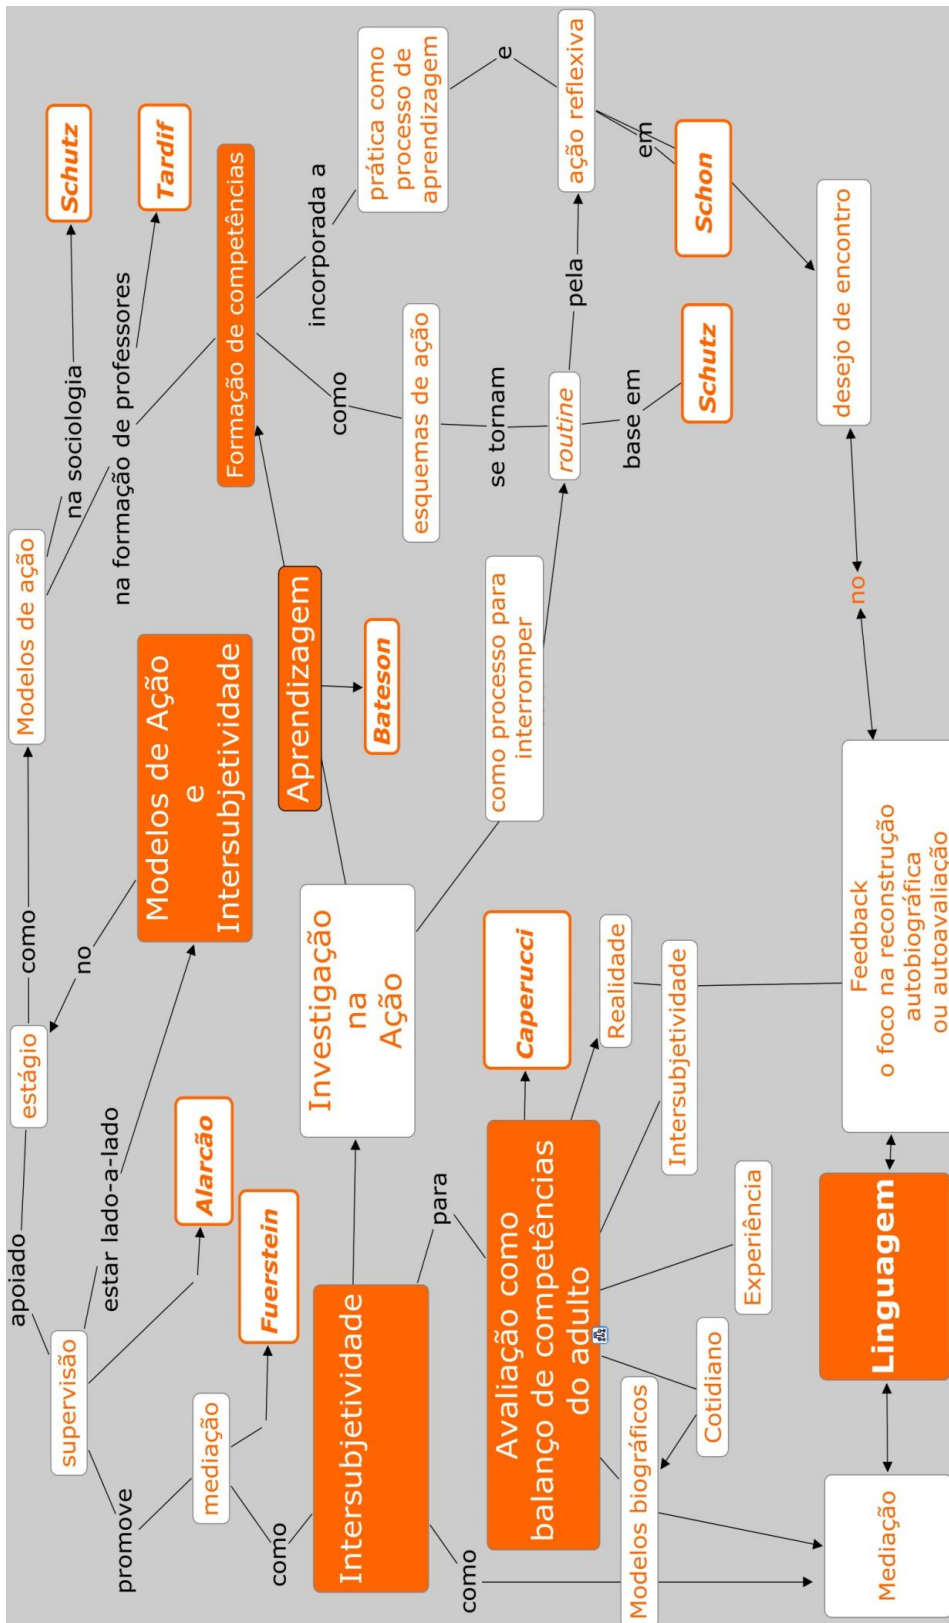 apoiado
estágio
como
Modelos de ação
supervisão
no
na sociologia
Schutz
promove
estar lado-a-lado
na formação de professores
Tardif
Modelos de Ação
e
Intersubjetividade
mediação
Alarcão
Formação de competências
como
Fuerstein
Aprendizagem
incorporada a
Intersubjetividade
Investigação
na
Ação
como
Bateson
prática como
processo de
aprendizagem
para
esquemas de ação
como
Avaliação como
balanço de competências
do adulto
Caperucci
como processo para
interromper
se tornam
e
routine
pela
ação reflexiva
Realidade
Modelos biográficos
Intersubjetividade
base em
em
Cotidiano
Experiência
Schutz
Schon
Mediação
Linguagem
Feedback
o foco na reconstrução
autobiográfica
ou autoavaliação
no
desejo de encontro